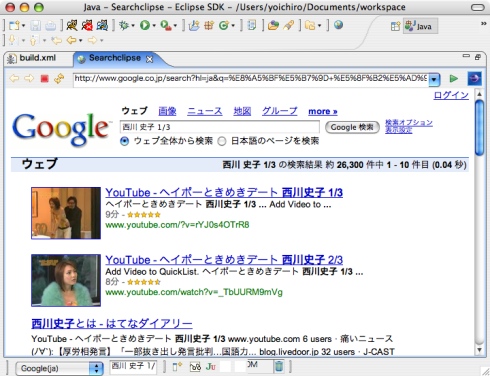 Java - Searchclipse - Eclipse SDK - /Users/yoichiro/Documents/workspace
Java
build.xml
Searchclipse
http://www.google.co.jp/search?hl=ja&q=%E8%A5%BF%E5%B7%9D+%E5%8F%B2%E5%AD%9
ログイン
ウェブ 画像 ニュース 地図 グループ more »
Google
西川 史子 1/3
Google 検索
検索オプション
表示設定
ウェブ全体から検索 日本語のページを検索
ウェブ
西川 史子 1/3 の検索結果 約 26,300 件中 1 - 10 件目 (0.04 秒)
YouTube - ヘイポーときめきデート 西川史子 1/3
ヘイポーときめきデート 西川史子 1/3 ... Add Video to ...
9分 -
www.youtube.com/?v=rYJ0s4OTrR8
YouTube - ヘイポーときめきデート 西川史子 2/3
Add Video to QuickList. ヘイポーときめきデート 西川史子 1/3 ...
8分 -
www.youtube.com/watch?v=_TbUURM9mVg
西川史子とは - はてなダイアリー
YouTube - ヘイポーときめきデート 西川史子 1/3 www.youtube.com 6 users · 痛いニュース
(ﾉ∀`):【厚労相発言】 「一部抜き出し発言批判...国語力... blog.livedoor.jp 32 users · J-CAST
Google(ja)
西川 史子 1/